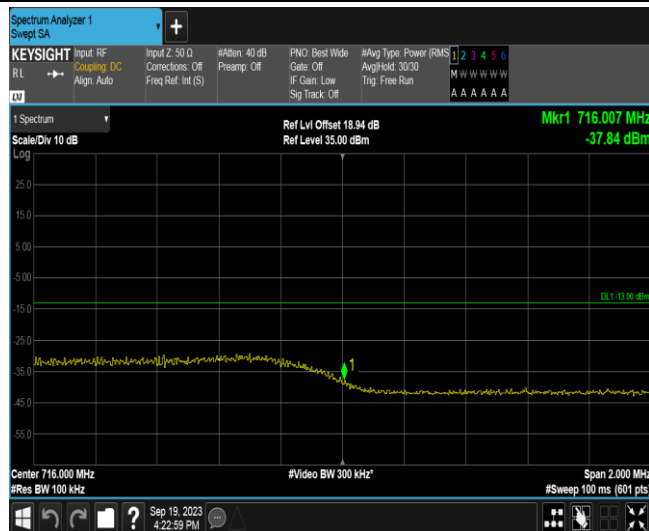 Spectrum Analyzer 1
Swept SA
KEYSIGHT
RL
LXI
Input: RF
Coupling: DC
Align: Auto
Input Z: 50 Ω
Corrections: Off
Freq Ref: Int (S)
#Atten: 40 dB
Preamp: Off
PNO: Best Wide
Gate: Off
IF Gain: Low
Sig Track: Off
#Avg Type: Power (RMS
Avg|Hold: 30/30
Trig: Free Run
1 2 3 4 5 6
M W W W W W
A A A A A A
1 Spectrum
Scale/Div 10 dB
Log
Ref Lvl Offset 18.94 dB
Ref Level 35.00 dBm
Mkr1 716.007 MHz
-37.84 dBm
25.0
15.0
5.00
-5.00
DL1 -13.00 dBm
-15.0
-25.0
1
-35.0
-45.0
-55.0
Center 716.000 MHz
#Res BW 100 kHz
#Video BW 300 kHz*
Span 2.000 MHz
#Sweep 100 ms (601 pts)
?
Sep 19, 2023
4:22:59 PM